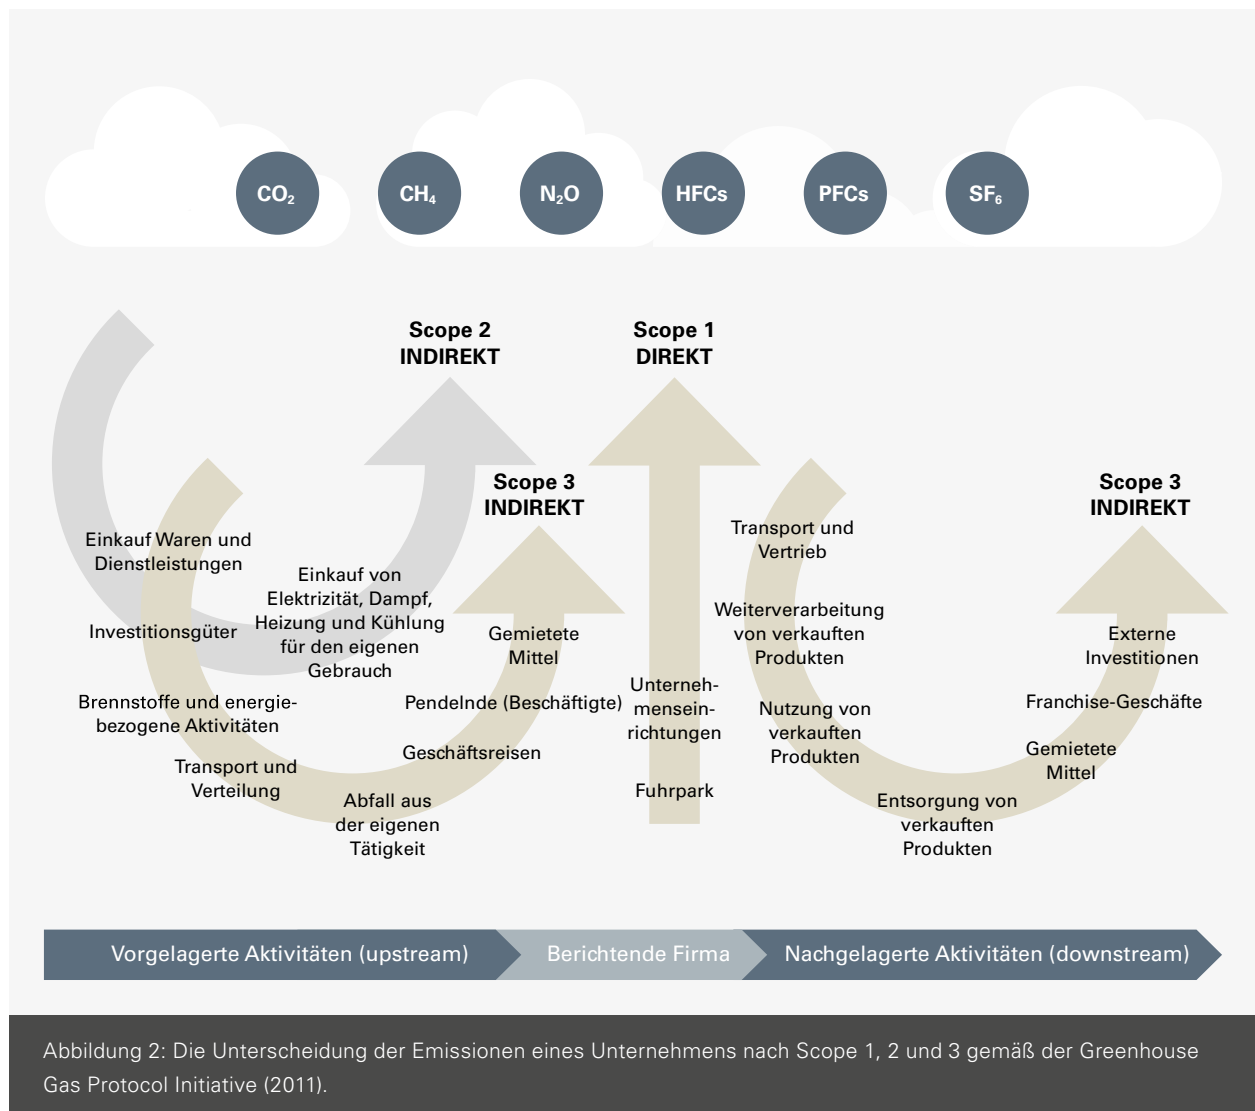 CO₂
CH₄
N₂O
HFCs
PFCs
SF₆
Scope 2
INDIREKT
Scope 1
DIREKT
Scope 3
INDIREKT
Scope 3
INDIREKT
Einkauf Waren und
Dienstleistungen
Investitionsgüter
Brennstoffe und energie-
bezogene Aktivitäten
Transport und
Verteilung
Einkauf von
Elektrizität, Dampf,
Heizung und Kühlung
für den eigenen
Gebrauch
Abfall aus
der eigenen
Tätigkeit
Geschäftsreisen
Pendelnde (Beschäftigte)
Gemietete
Mittel
Unterneh-
mensein-
richtungen
Fuhrpark
Transport und
Vertrieb
Weiterverarbeitung
von verkauften
Produkten
Nutzung von
verkauften
Produkten
Entsorgung von
verkauften
Produkten
Gemietete
Mittel
Franchise-Geschäfte
Externe
Investitionen
Vorgelagerte Aktivitäten (upstream)
Berichtende Firma
Nachgelagerte Aktivitäten (downstream)
Abbildung 2: Die Unterscheidung der Emissionen eines Unternehmens nach Scope 1, 2 und 3 gemäß der Greenhouse
Gas Protocol Initiative (2011).